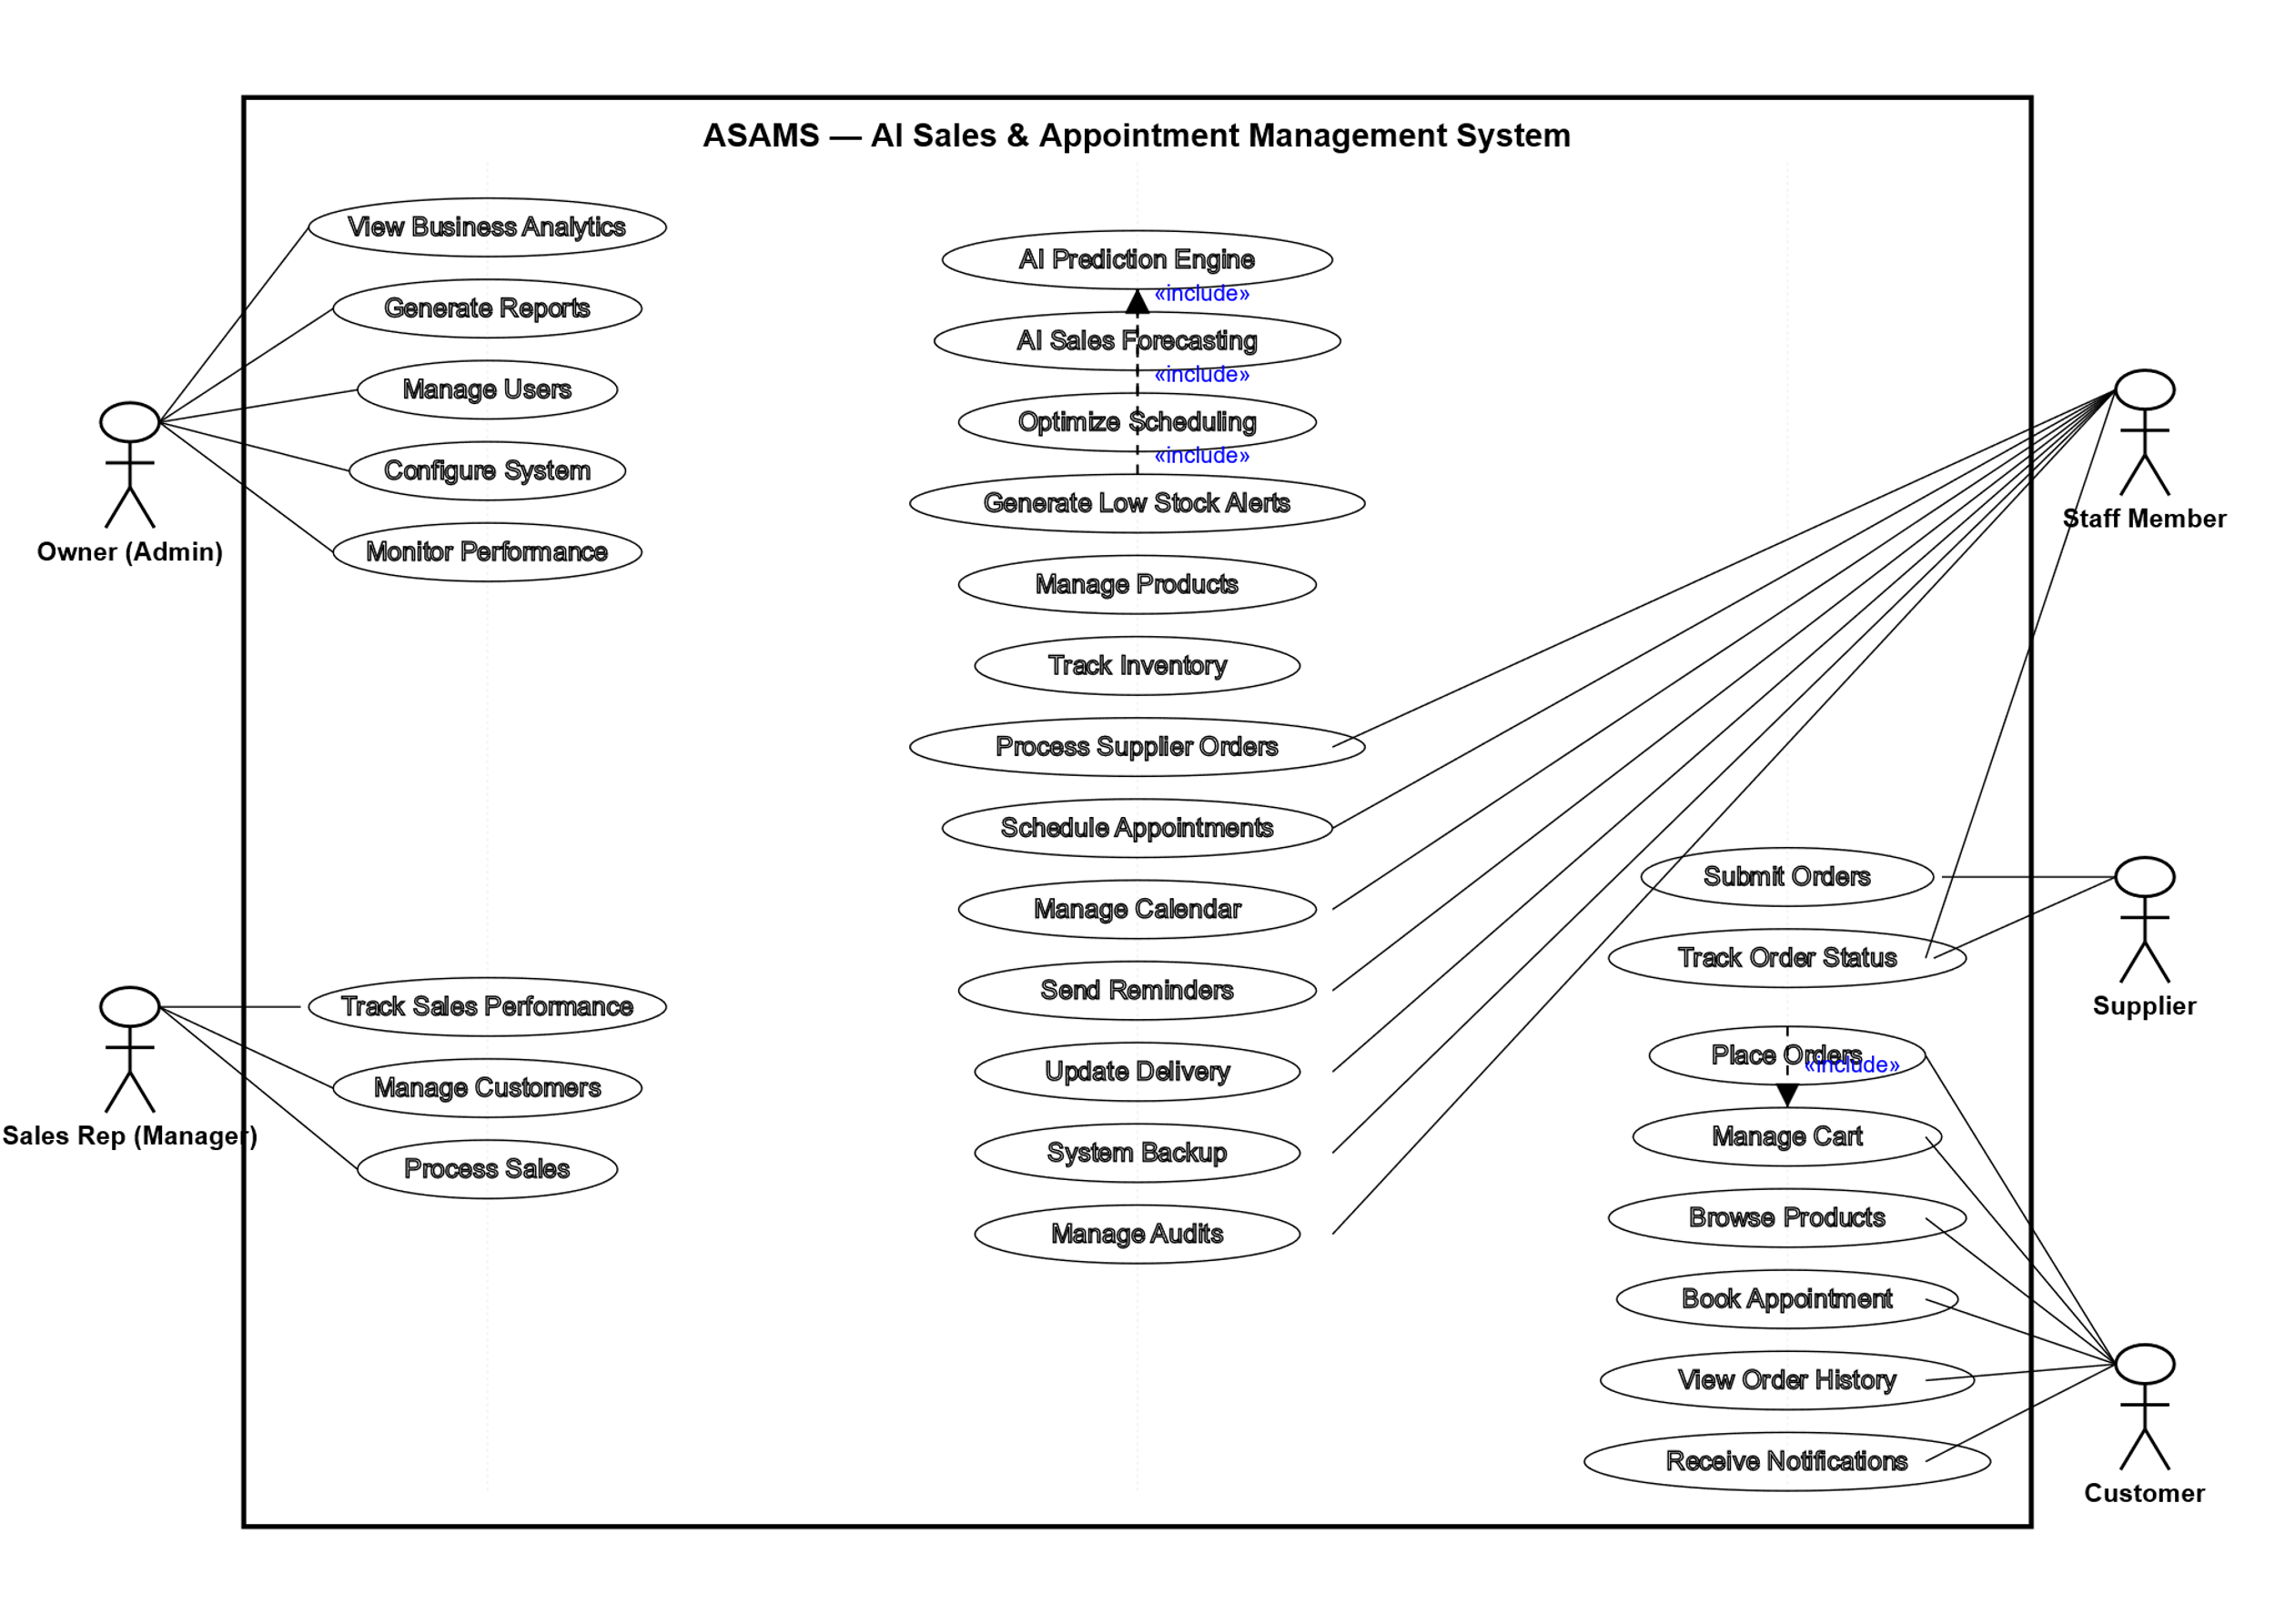 ASAMS — AI Sales & Appointment Management System
View Business Analytics
Generate Reports
Manage Users
Configure System
Monitor Performance
Owner (Admin)
Track Sales Performance
Manage Customers
Process Sales
Sales Rep (Manager)
AI Prediction Engine
«include»
AI Sales Forecasting
«include»
Optimize Scheduling
«include»
Generate Low Stock Alerts
Manage Products
Track Inventory
Process Supplier Orders
Schedule Appointments
Manage Calendar
Send Reminders
Update Delivery
System Backup
Manage Audits
Staff Member
Submit Orders
Track Order Status
Supplier
Place Orders
«include»
Manage Cart
Browse Products
Book Appointment
View Order History
Receive Notifications
Customer